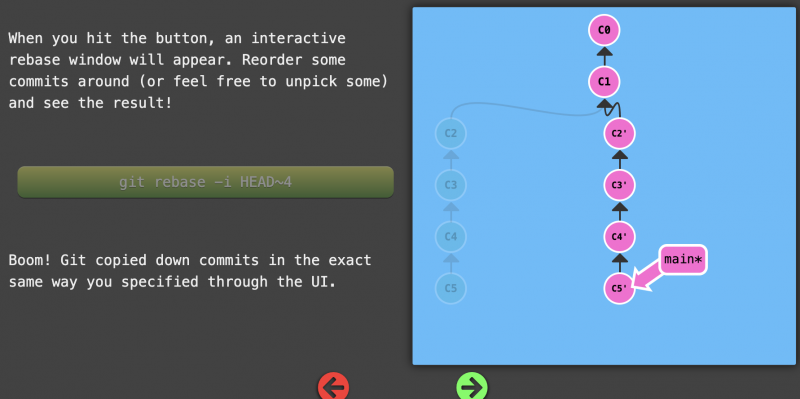 When you hit the button, an interactive
rebase window will appear. Reorder some
commits around (or feel free to unpick some)
and see the result!
git rebase -i HEAD~4
Boom! Git copied down commits in the exact
same way you specified through the UI.
C0
C1
C2
C2'
C3
C3'
C4
C4'
main*
C5
C5'